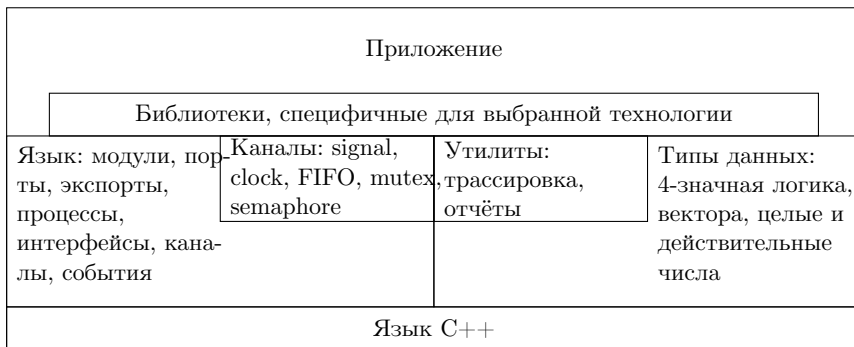 Приложение
Библиотеки, специфичные для выбранной технологии
Язык: модули, пор-
ты, экспорты,
процессы,
интерфейсы, кана-
лы, события
Каналы: signal,
clock, FIFO, mutex,
semaphore
Утилиты:
трассировка,
отчёты
Типы данных:
4-значная логика,
вектора, целые и
действительные
числа
Язык C++